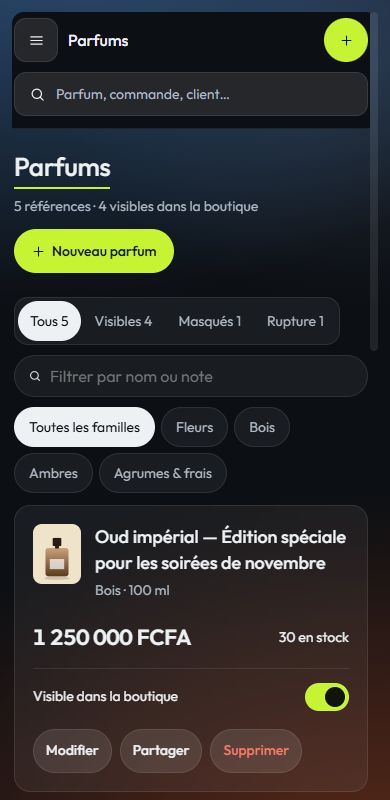 Parfums
Parfum, commande, client…
Parfums
5 références · 4 visibles dans la boutique
+ Nouveau parfum
Tous 5 Visibles 4 Masqués 1 Rupture 1
Filtrer par nom ou note
Toutes les familles Fleurs Bois
Ambres Agrumes & frais
Oud impérial — Édition spéciale
pour les soirées de novembre
Bois · 100 ml
1 250 000 FCFA 30 en stock
Visible dans la boutique
Modifier Partager Supprimer